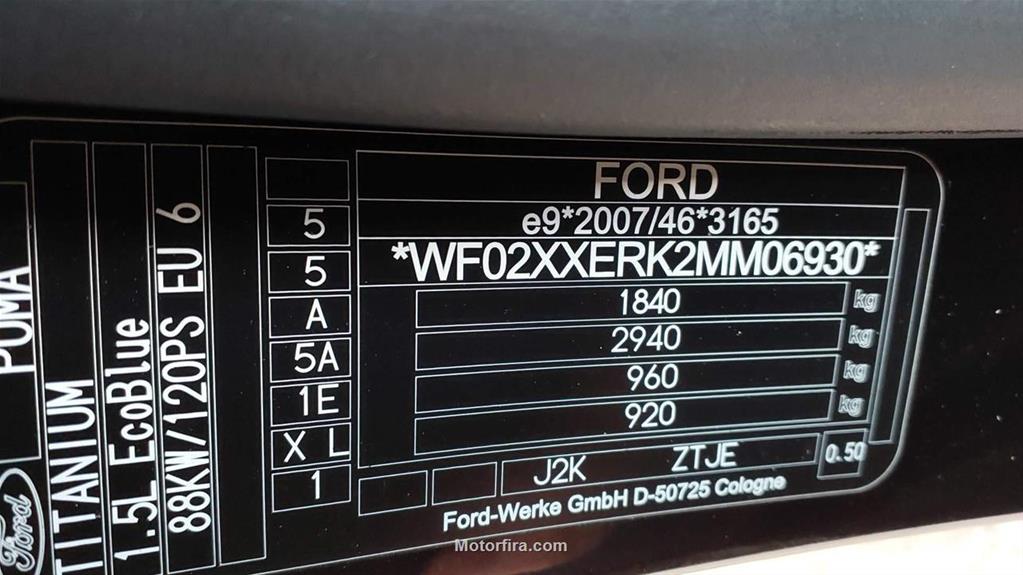 PUMA
Ford
TITANIUM
1.5L EcoBlue
88KW/120PS EU 6
5
5
A
5A
1E
X L
1
FORD
e9*2007/46*3165
*WF02XXERK2MM06930*
1840 kg
2940 kg
960 kg
920 kg
J2K ZTJE 0.50
Ford-Werke GmbH D-50725 Cologne
Motorfira.com